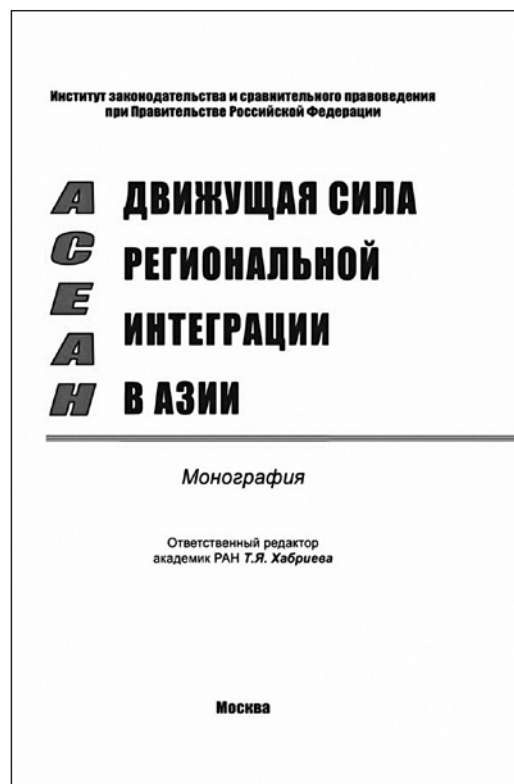 Институт законодательства и сравнительного правоведения
при Правительстве Российской Федерации
АСЕАН
ДВИЖУЩАЯ СИЛА
РЕГИОНАЛЬНОЙ
ИНТЕГРАЦИИ
В АЗИИ
Монография
Ответственный редактор
академик РАН Т.Я. Хабриева
Москва